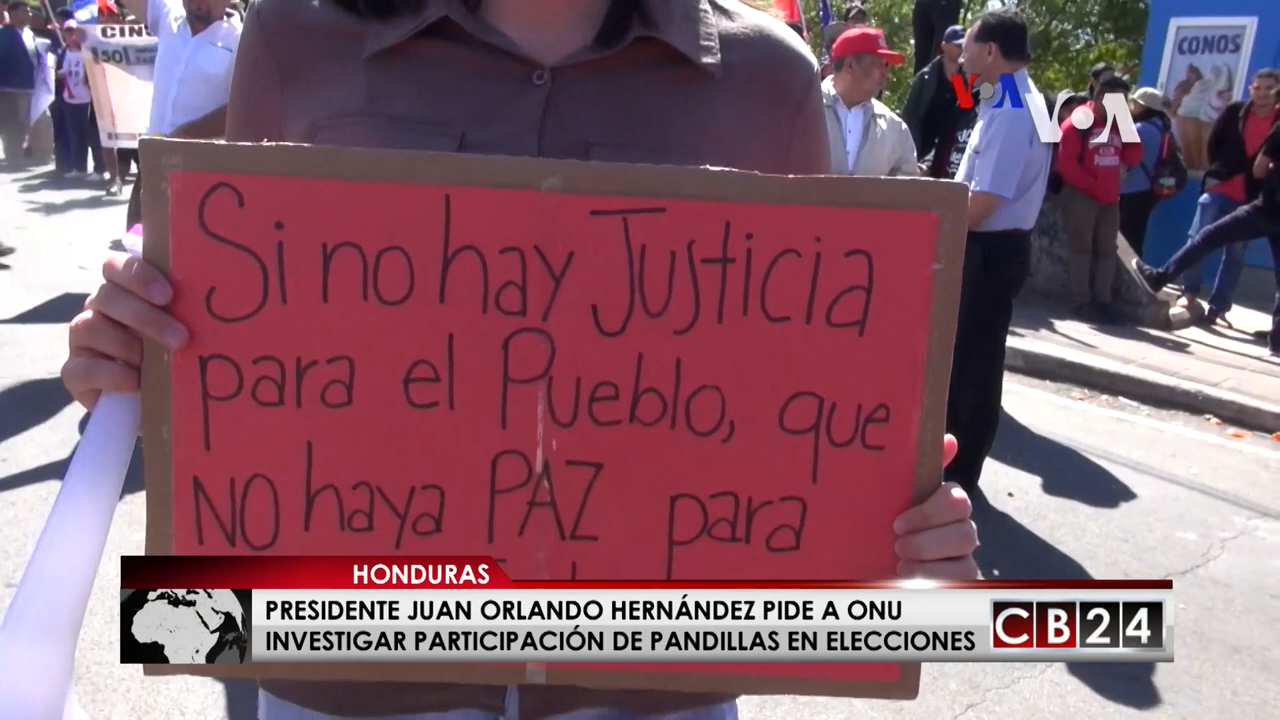 CONOS
VOA
VOA
Si no hay Justicia
para el Pueblo, que
NO haya PAZ para
HONDURAS
PRESIDENTE JUAN ORLANDO HERNÁNDEZ PIDE A ONU
INVESTIGAR PARTICIPACIÓN DE PANDILLAS EN ELECCIONES
CB24